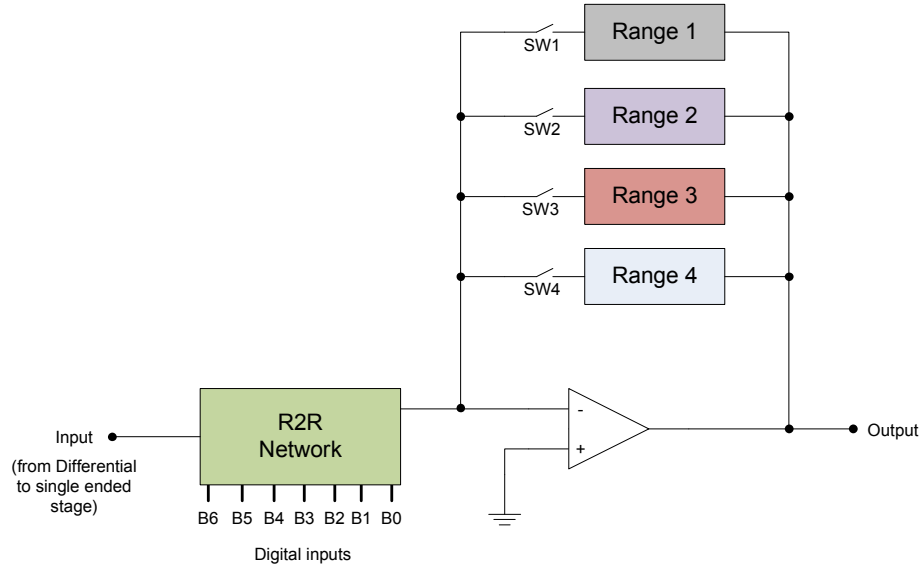 Range 1
SW1
Range 2
SW2
Range 3
SW3
Range 4
SW4
R2R
Network
-
+
Input
(from Differential
to single ended
stage)
Output
B6 B5 B4 B3 B2 B1 B0
Digital inputs